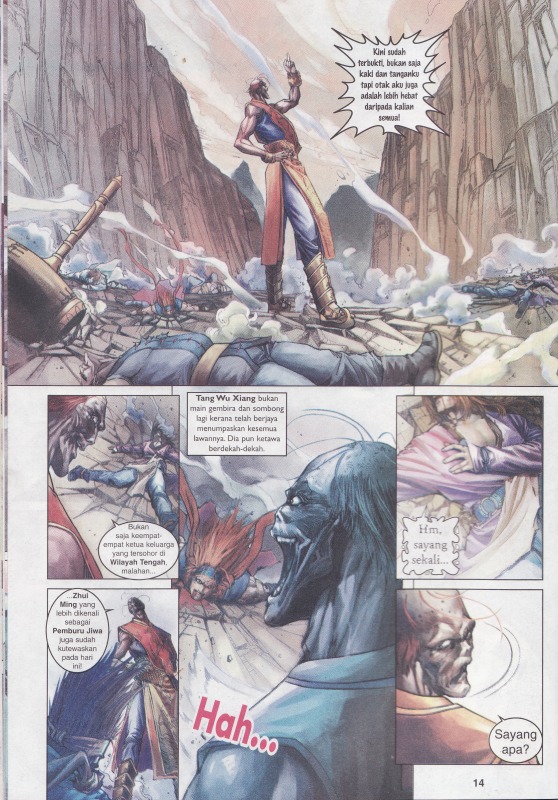 Kini sudah
terbukti, bukan saja
kaki dan tanganku
tapi otak aku juga
adalah lebih hebat
daripada kalian
semua!
Tang Wu Xiang bukan
main gembira dan sombong
lagi kerana telah berjaya
menumpaskan kesemua
lawannya. Dia pun ketawa
berdekah-dekah.
Bukan
saja keempat-
empat ketua keluarga
yang tersohor di
Wilayah Tengah,
malahan...
...Zhui
Ming yang
lebih dikenali
sebagai
Pemburu Jiwa
juga sudah
kutewaskan
pada hari
ini!
Hah...
Hm,
sayang
sekali...
Sayang
apa?
14